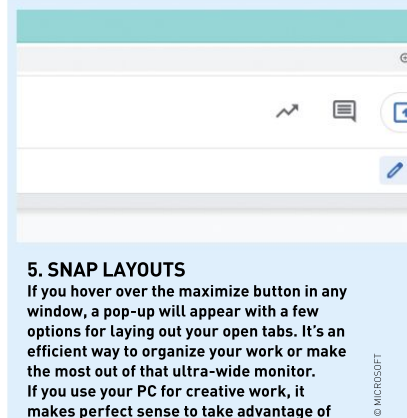 5. SNAP LAYOUTS
If you hover over the maximize button in any
window, a pop-up will appear with a few
options for laying out your open tabs. It's an
efficient way to organize your work or make
the most out of that ultra-wide monitor.
If you use your PC for creative work, it
makes perfect sense to take advantage of
© MICROSOFT